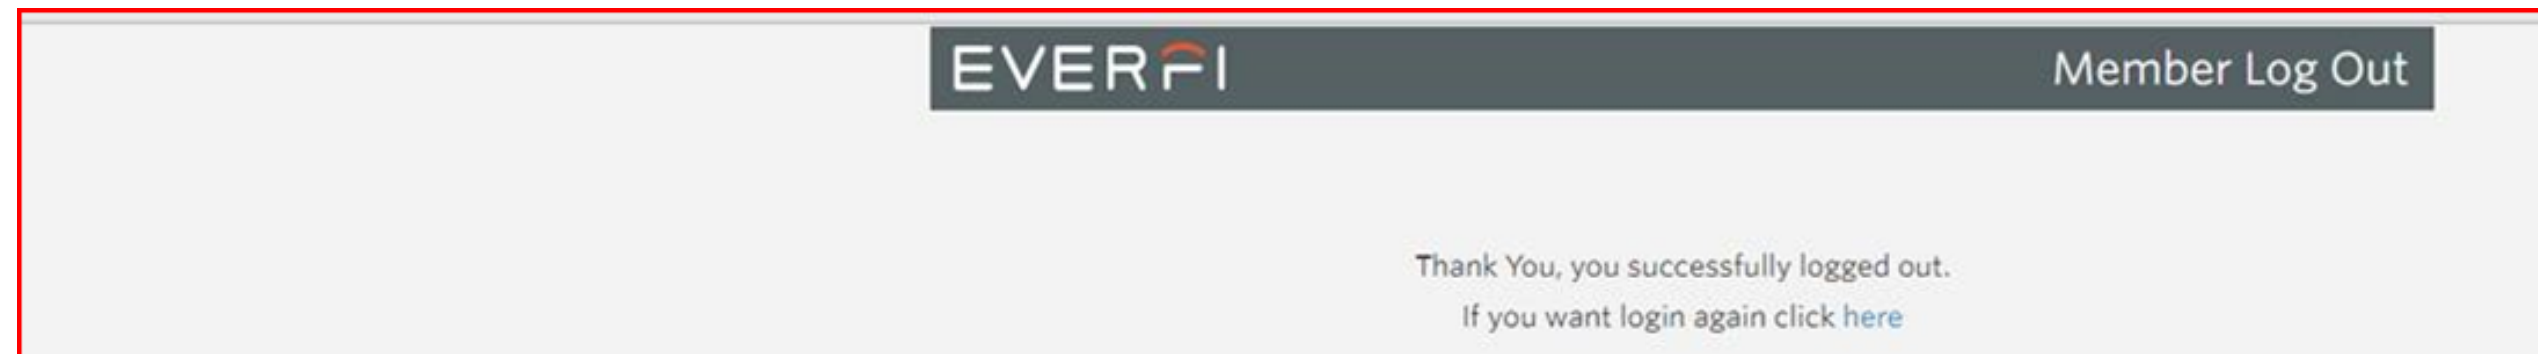 EVERFI
Member Log Out
Thank You, you successfully logged out.
If you want login again click here